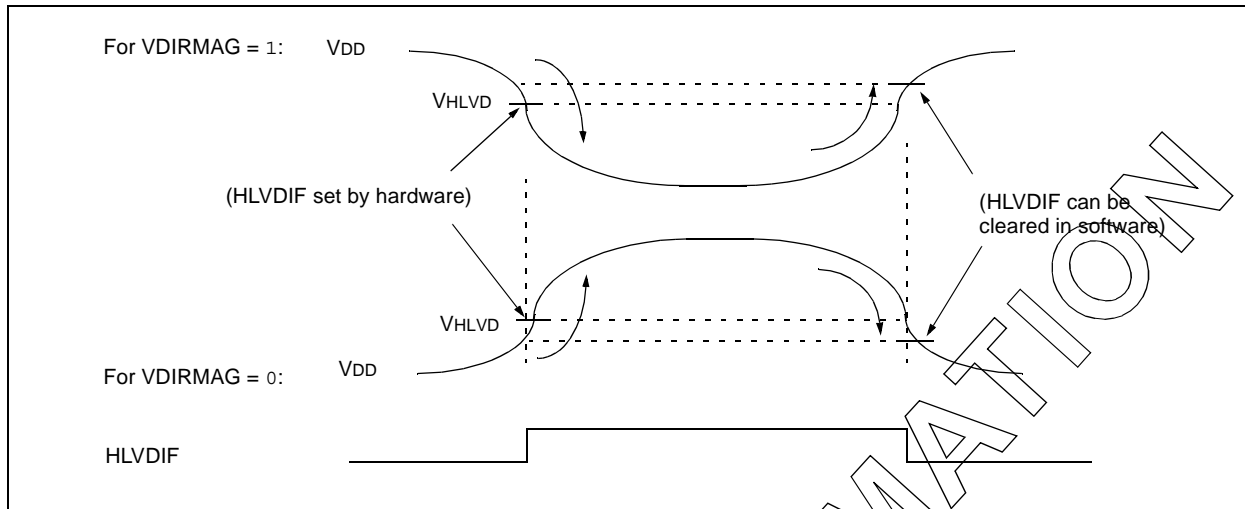 For VDIRMAG = 1: VDD
VHLVD
(HLVDIF set by hardware)
(HLVDIF can be
cleared in software)
VHLVD
For VDIRMAG = 0: VDD
HLVDIF
MATION